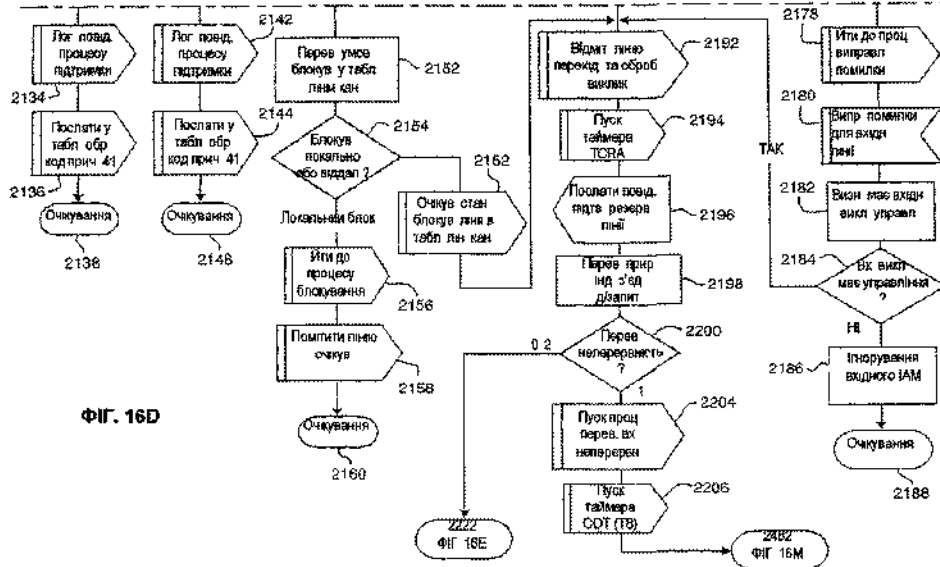 Лог повід.
процесу
підтримки
2134
Послати у
табл обр
код прич 41
2136
Очікування
2138
2142
Лог повід.
процесу
підтримки
2144
Послати у
табл обр
код прич 41
Очікування
2146
Перев умов
блокув у табл
ліній кан
2152
2154
Блокув
локально
або віддал ?
Локальний блок
Йти до
процесу
блокування
2156
Помітити лінію
очікув
2158
Очікування
2160
2162
Очікув стан
блокув лінія в
табл лін кан
2192
Відміт лінію
перехід та оброб
виклик
2194
Пуск
таймера
TCRA
Послати повід.
підтв резерв
лінії
2196
Перев прир
інд з'єд
д/запит
2198
2200
Перев
неперервність
?
0 2
1
2204
Пуск проц
перев. вх
неперервн
2206
Пуск
таймера
COT (T8)
2222
ФІГ 16E
2482
ФІГ 16M
2178
Йти до проц
виправл
помилки
2180
Випр помилки
для вхідн
лінії
2182
Визн має вхідн
викл управл
2184
Вх викл
має управління
?
ТАК
НІ
2186
Ігнорування
вхідного IAM
Очікування
2188
ФІГ. 16D